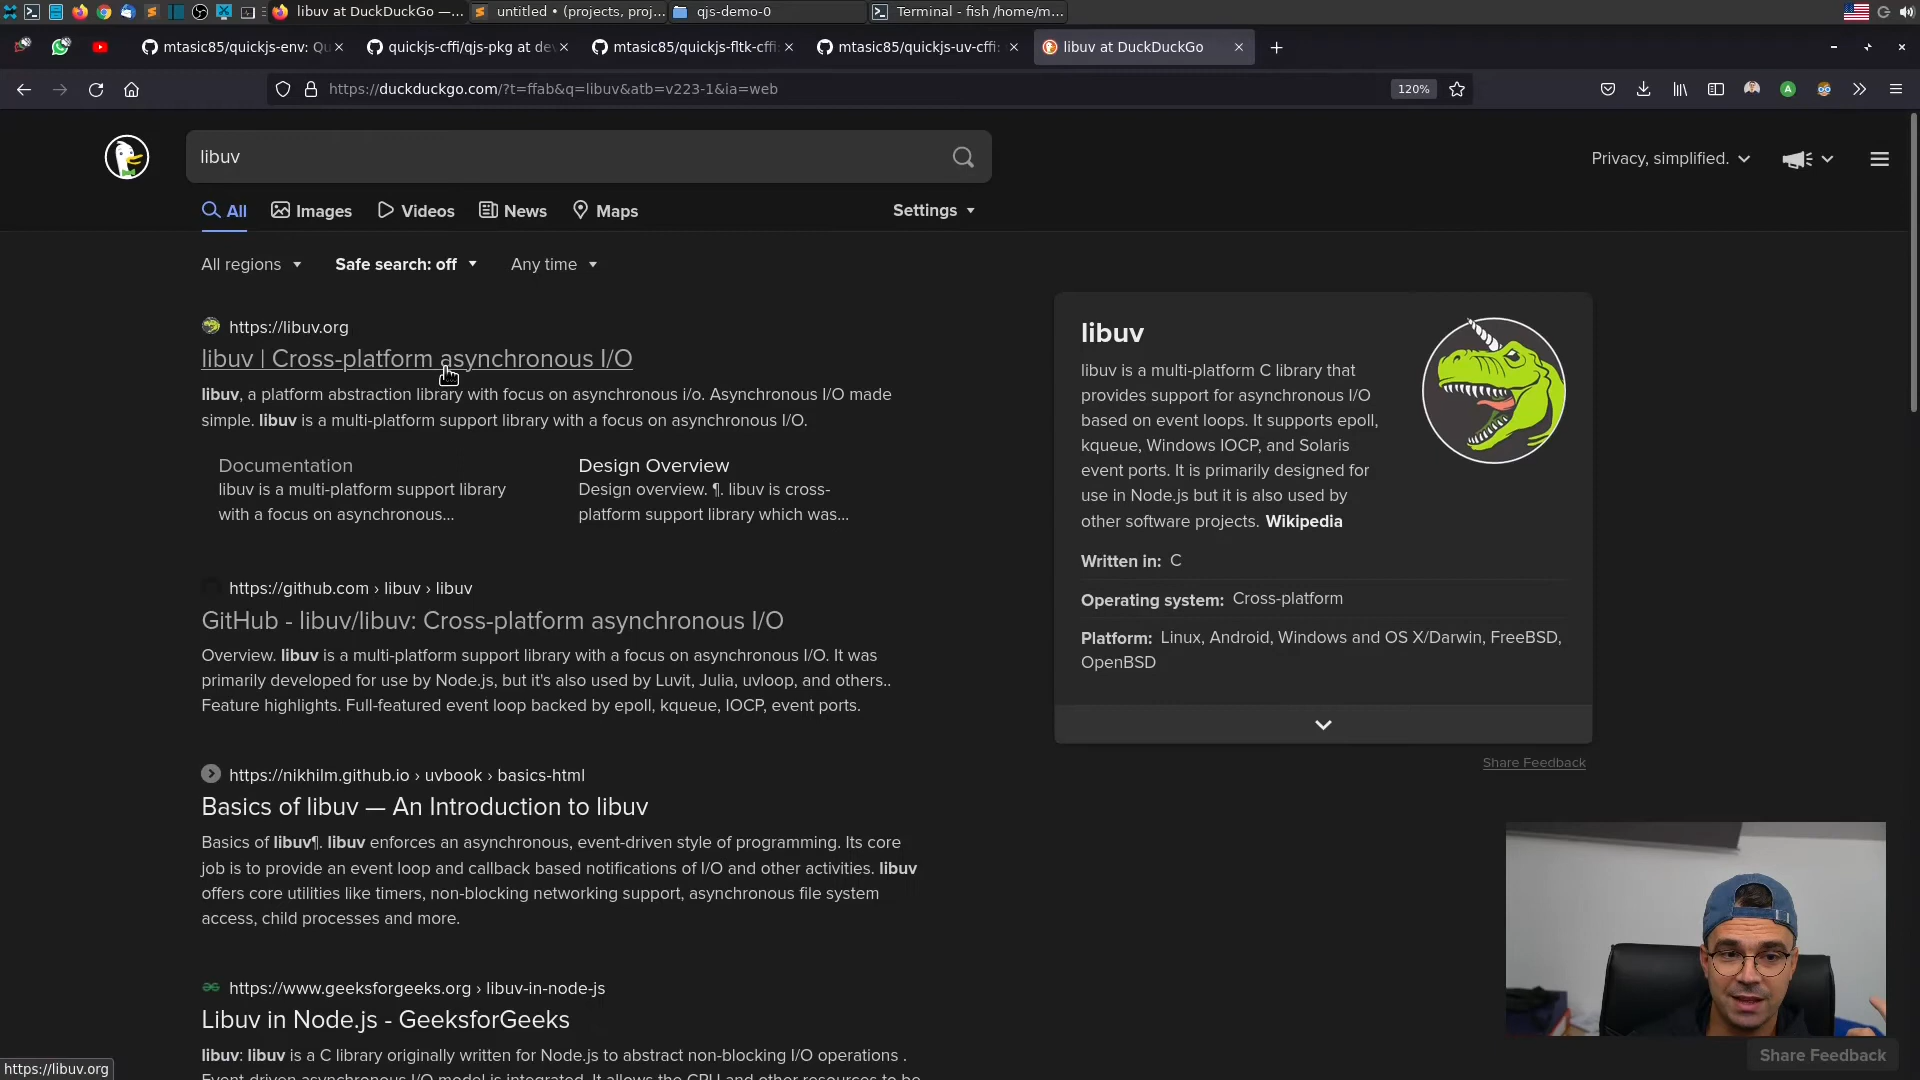 libuv at DuckDuckGo —...
untitled • (projects, proj...
qjs-demo-0
Terminal - fish /home/m...
mtasic85/quickjs-env: Qu
quickjs-cffi/qjs-pkg at dev
mtasic85/quickjs-fltk-cffi:
mtasic85/quickjs-uv-cffi:
libuv at DuckDuckGo
https://duckduckgo.com/?t=ffab&q=libuv&atb=v223-1&ia=web
120%
libuv
Privacy, simplified.
All
Images
Videos
News
Maps
Settings
All regions
Safe search: off
Any time
https://libuv.org
libuv | Cross-platform asynchronous I/O
libuv, a platform abstraction library with focus on asynchronous i/o. Asynchronous I/O made
simple. libuv is a multi-platform support library with a focus on asynchronous I/O.
Documentation
libuv is a multi-platform support library
with a focus on asynchronous...
Design Overview
Design overview. ¶. libuv is cross-
platform support library which was...
https://github.com › libuv › libuv
GitHub - libuv/libuv: Cross-platform asynchronous I/O
Overview. libuv is a multi-platform support library with a focus on asynchronous I/O. It was
primarily developed for use by Node.js, but it's also used by Luvit, Julia, uvloop, and others..
Feature highlights. Full-featured event loop backed by epoll, kqueue, IOCP, event ports.
https://nikhilm.github.io › uvbook › basics-html
Basics of libuv — An Introduction to libuv
Basics of libuv¶. libuv enforces an asynchronous, event-driven style of programming. Its core
job is to provide an event loop and callback based notifications of I/O and other activities. libuv
offers core utilities like timers, non-blocking networking support, asynchronous file system
access, child processes and more.
https://www.geeksforgeeks.org › libuv-in-node-js
Libuv in Node.js - GeeksforGeeks
libuv: libuv is a C library originally written for Node.js to abstract non-blocking I/O operations .
Event-driven asynchronous I/O model is integrated. It allows the CPU and other resources to be
libuv
libuv is a multi-platform C library that
provides support for asynchronous I/O
based on event loops. It supports epoll,
kqueue, Windows IOCP, and Solaris
event ports. It is primarily designed for
use in Node.js but it is also used by
other software projects. Wikipedia
Written in: C
Operating system: Cross-platform
Platform: Linux, Android, Windows and OS X/Darwin, FreeBSD,
OpenBSD
Share Feedback
Share Feedback
https://libuv.org